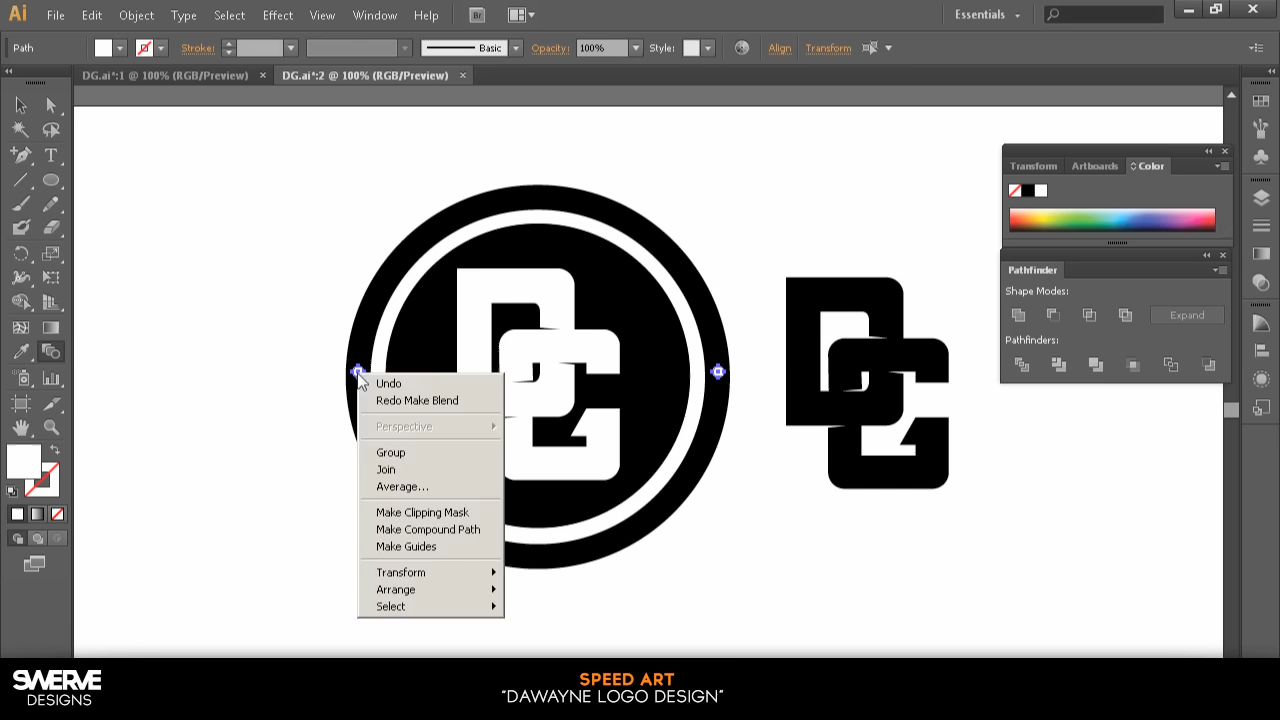 Ai File Edit Object Type Select Effect View Window Help Br Essentials
Path Stroke: Basic Opacity: 100% Style: Align Transform
DG.ai*:1 @ 100% (RGB/Preview) DG.ai*:2 @ 100% (RGB/Preview)
Transform Artboards Color
Pathfinder
Shape Modes:
Expand
Pathfinders:
DG
DG
Undo
Redo Make Blend
Perspective
Group
Join
Average...
Make Clipping Mask
Make Compound Path
Make Guides
Transform
Arrange
Select
SWERVE
DESIGNS
SPEED ART
“DAWAYNE LOGO DESIGN”